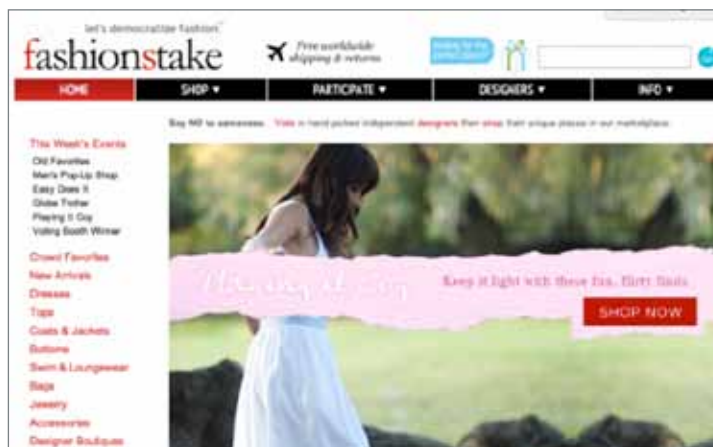 let's democratize fashion
fashionstake
Free worldwide
shipping & returns
HOME
SHOP ▼
PARTICIPATE ▼
DESIGNERS ▼
INFO ▼
Say NO to sameness. Vote in hand picked independent designers then shop their unique pieces in our marketplace.
This Week's Events
Old Favorites
Men's Pop-Up Shop
Easy Does It
Globe Trotter
Playing It Coy
Voting Booth Winner
Crowd Favorites
New Arrivals
Dresses
Tops
Coats & Jackets
Bottoms
Swim & Loungewear
Bags
Jewelry
Accessories
Designer Boutiques
Playing it Coy
Keep it light with these fun, flirty finds
SHOP NOW